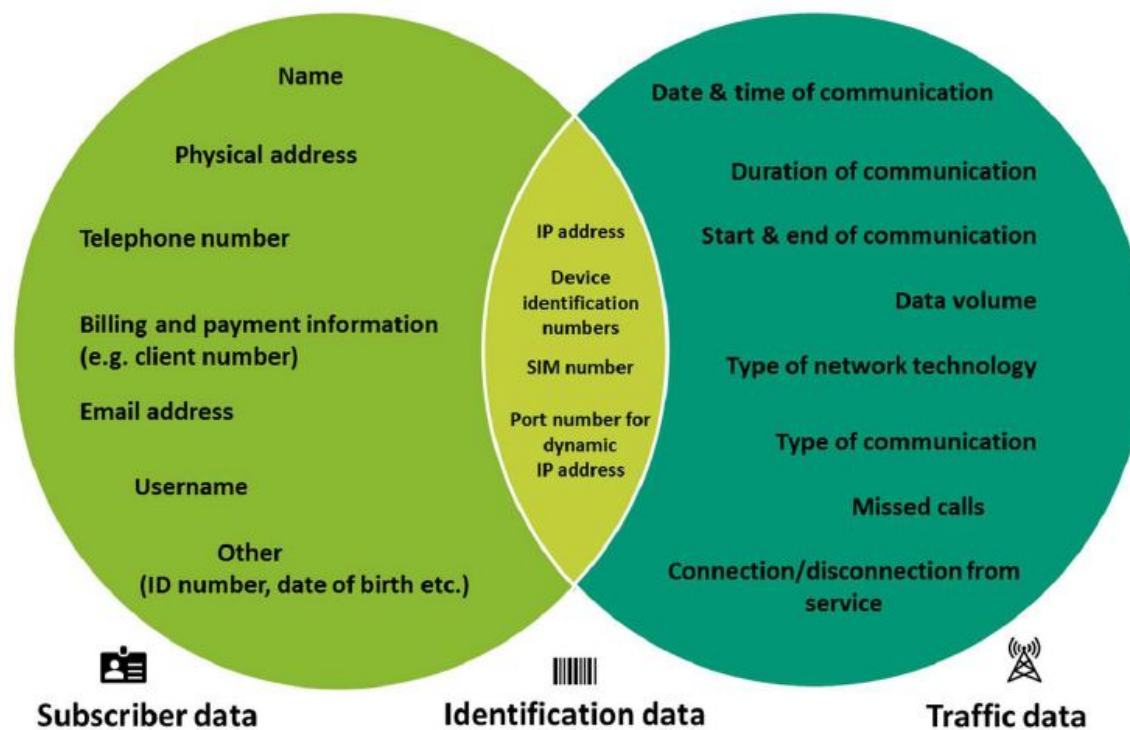 Name
Physical address
Telephone number
Billing and payment information
(e.g. client number)
Email address
Username
Other
(ID number, date of birth etc.)
IP address
Device
identification
numbers
SIM number
Port number for
dynamic
IP address
Date & time of communication
Duration of communication
Start & end of communication
Data volume
Type of network technology
Type of communication
Missed calls
Connection/disconnection from
service
Subscriber data
Identification data
Traffic data